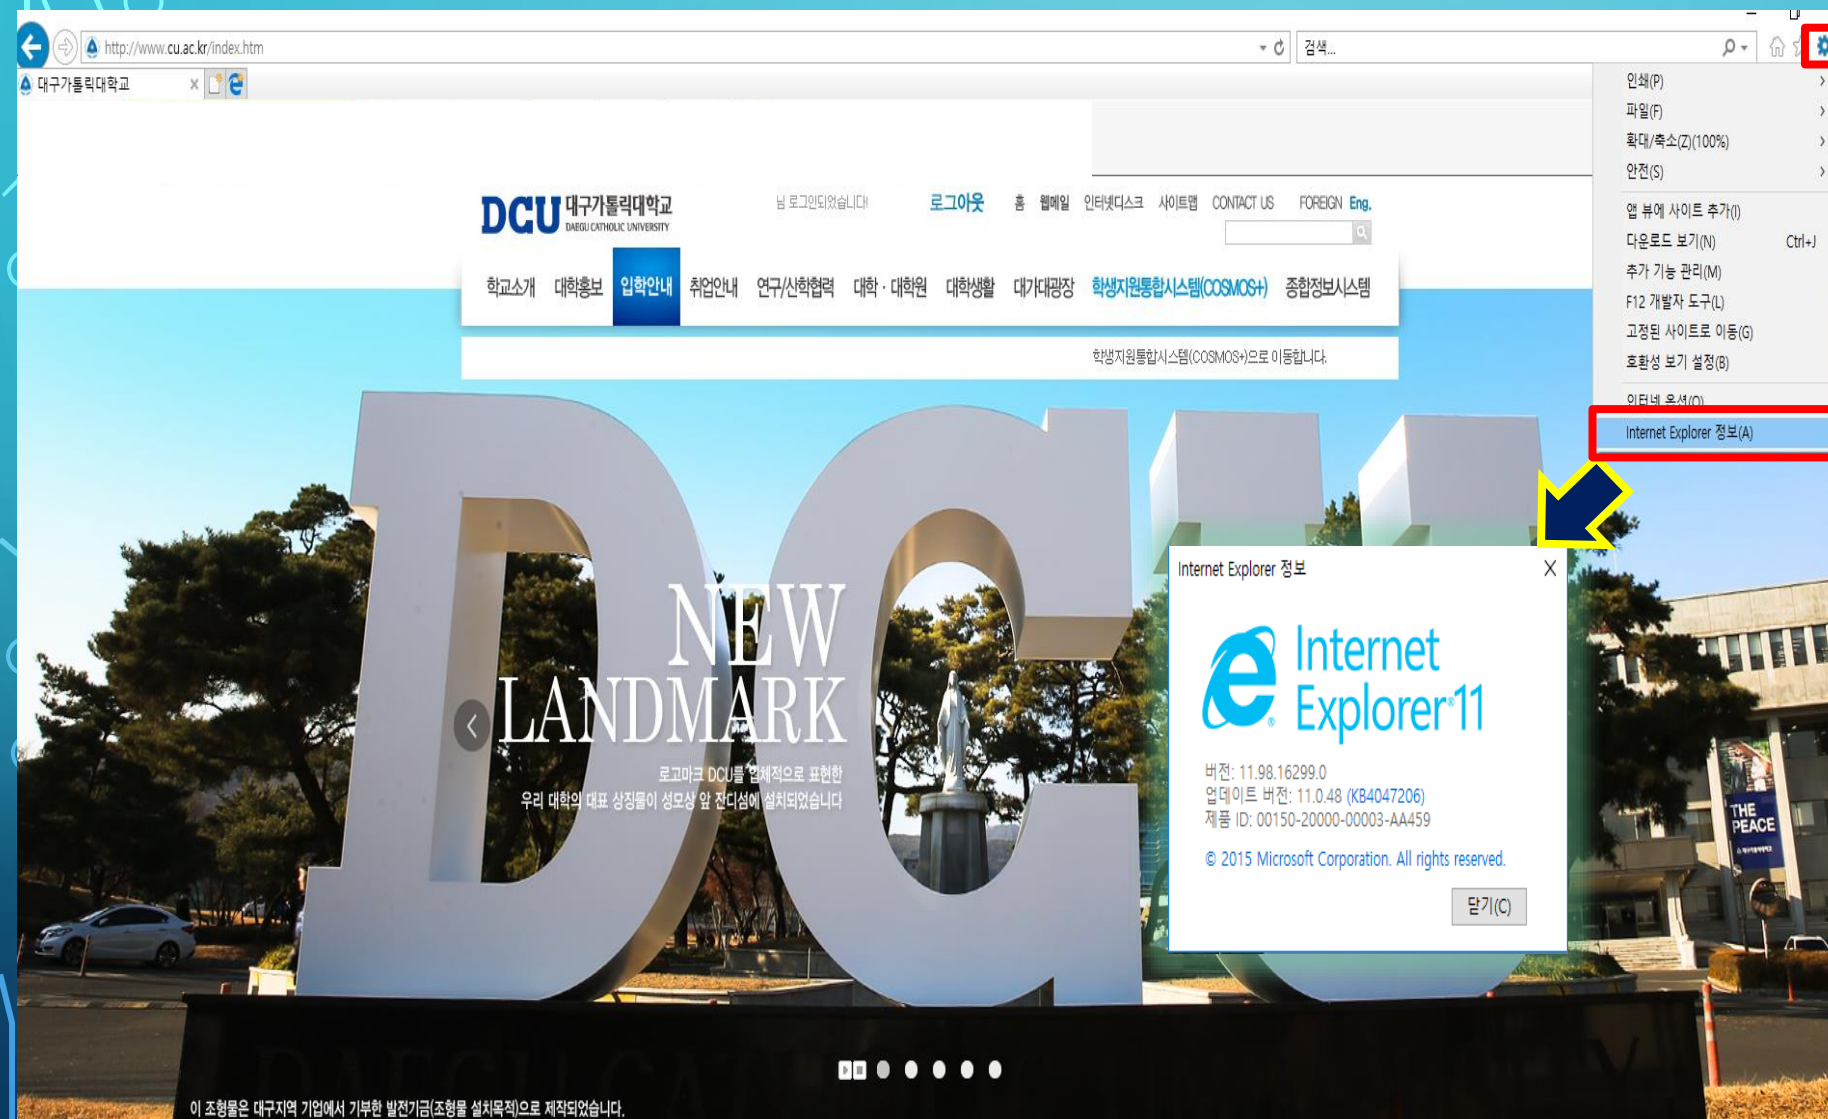 http://www.cu.ac.kr/index.htm
검색...
대구가톨릭대학교
인쇄(P)
파일(F)
확대/축소(Z)(100%)
안전(S)
앱 뷰에 사이트 추가(I)
다운로드 보기(N) Ctrl+J
추가 기능 관리(M)
F12 개발자 도구(L)
고정된 사이트로 이동(G)
호환성 보기 설정(B)
인터넷 옵션(O)
Internet Explorer 정보(A)
DCU 대구가톨릭대학교
DAEGU CATHOLIC UNIVERSITY
님 로그인되었습니다! 로그아웃 홈 웹메일 인터넷디스크 사이트맵 CONTACT US FOREIGN Eng.
학교소개 대학홍보 입학안내 취업안내 연구/산학협력 대학 · 대학원 대학생활 대가대광장 학생지원통합시스템(COSMOS+) 종합정보시스템
학생지원통합시스템(COSMOS+)으로 이동합니다.
NEW
LANDMARK
로고마크 DCU를 입체적으로 표현한
우리 대학의 대표 상징물이 성모상 앞 잔디섬에 설치되었습니다
Internet Explorer 정보
Internet
Explorer®11
버전: 11.98.16299.0
업데이트 버전: 11.0.48 (KB4047206)
제품 ID: 00150-20000-00003-AA459
© 2015 Microsoft Corporation. All rights reserved.
닫기(C)
THE
PEACE
이 조형물은 대구지역 기업에서 기부한 발전기금(조형물 설치목적)으로 제작되었습니다.